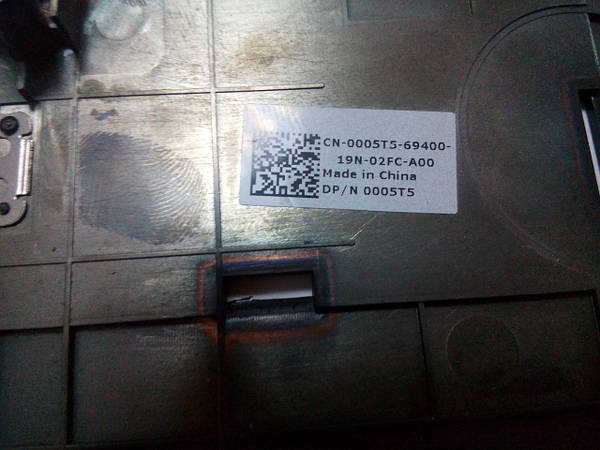 CN-0005T5-69400-
19N-02FC-A00
Made in China
DP/N 0005T5